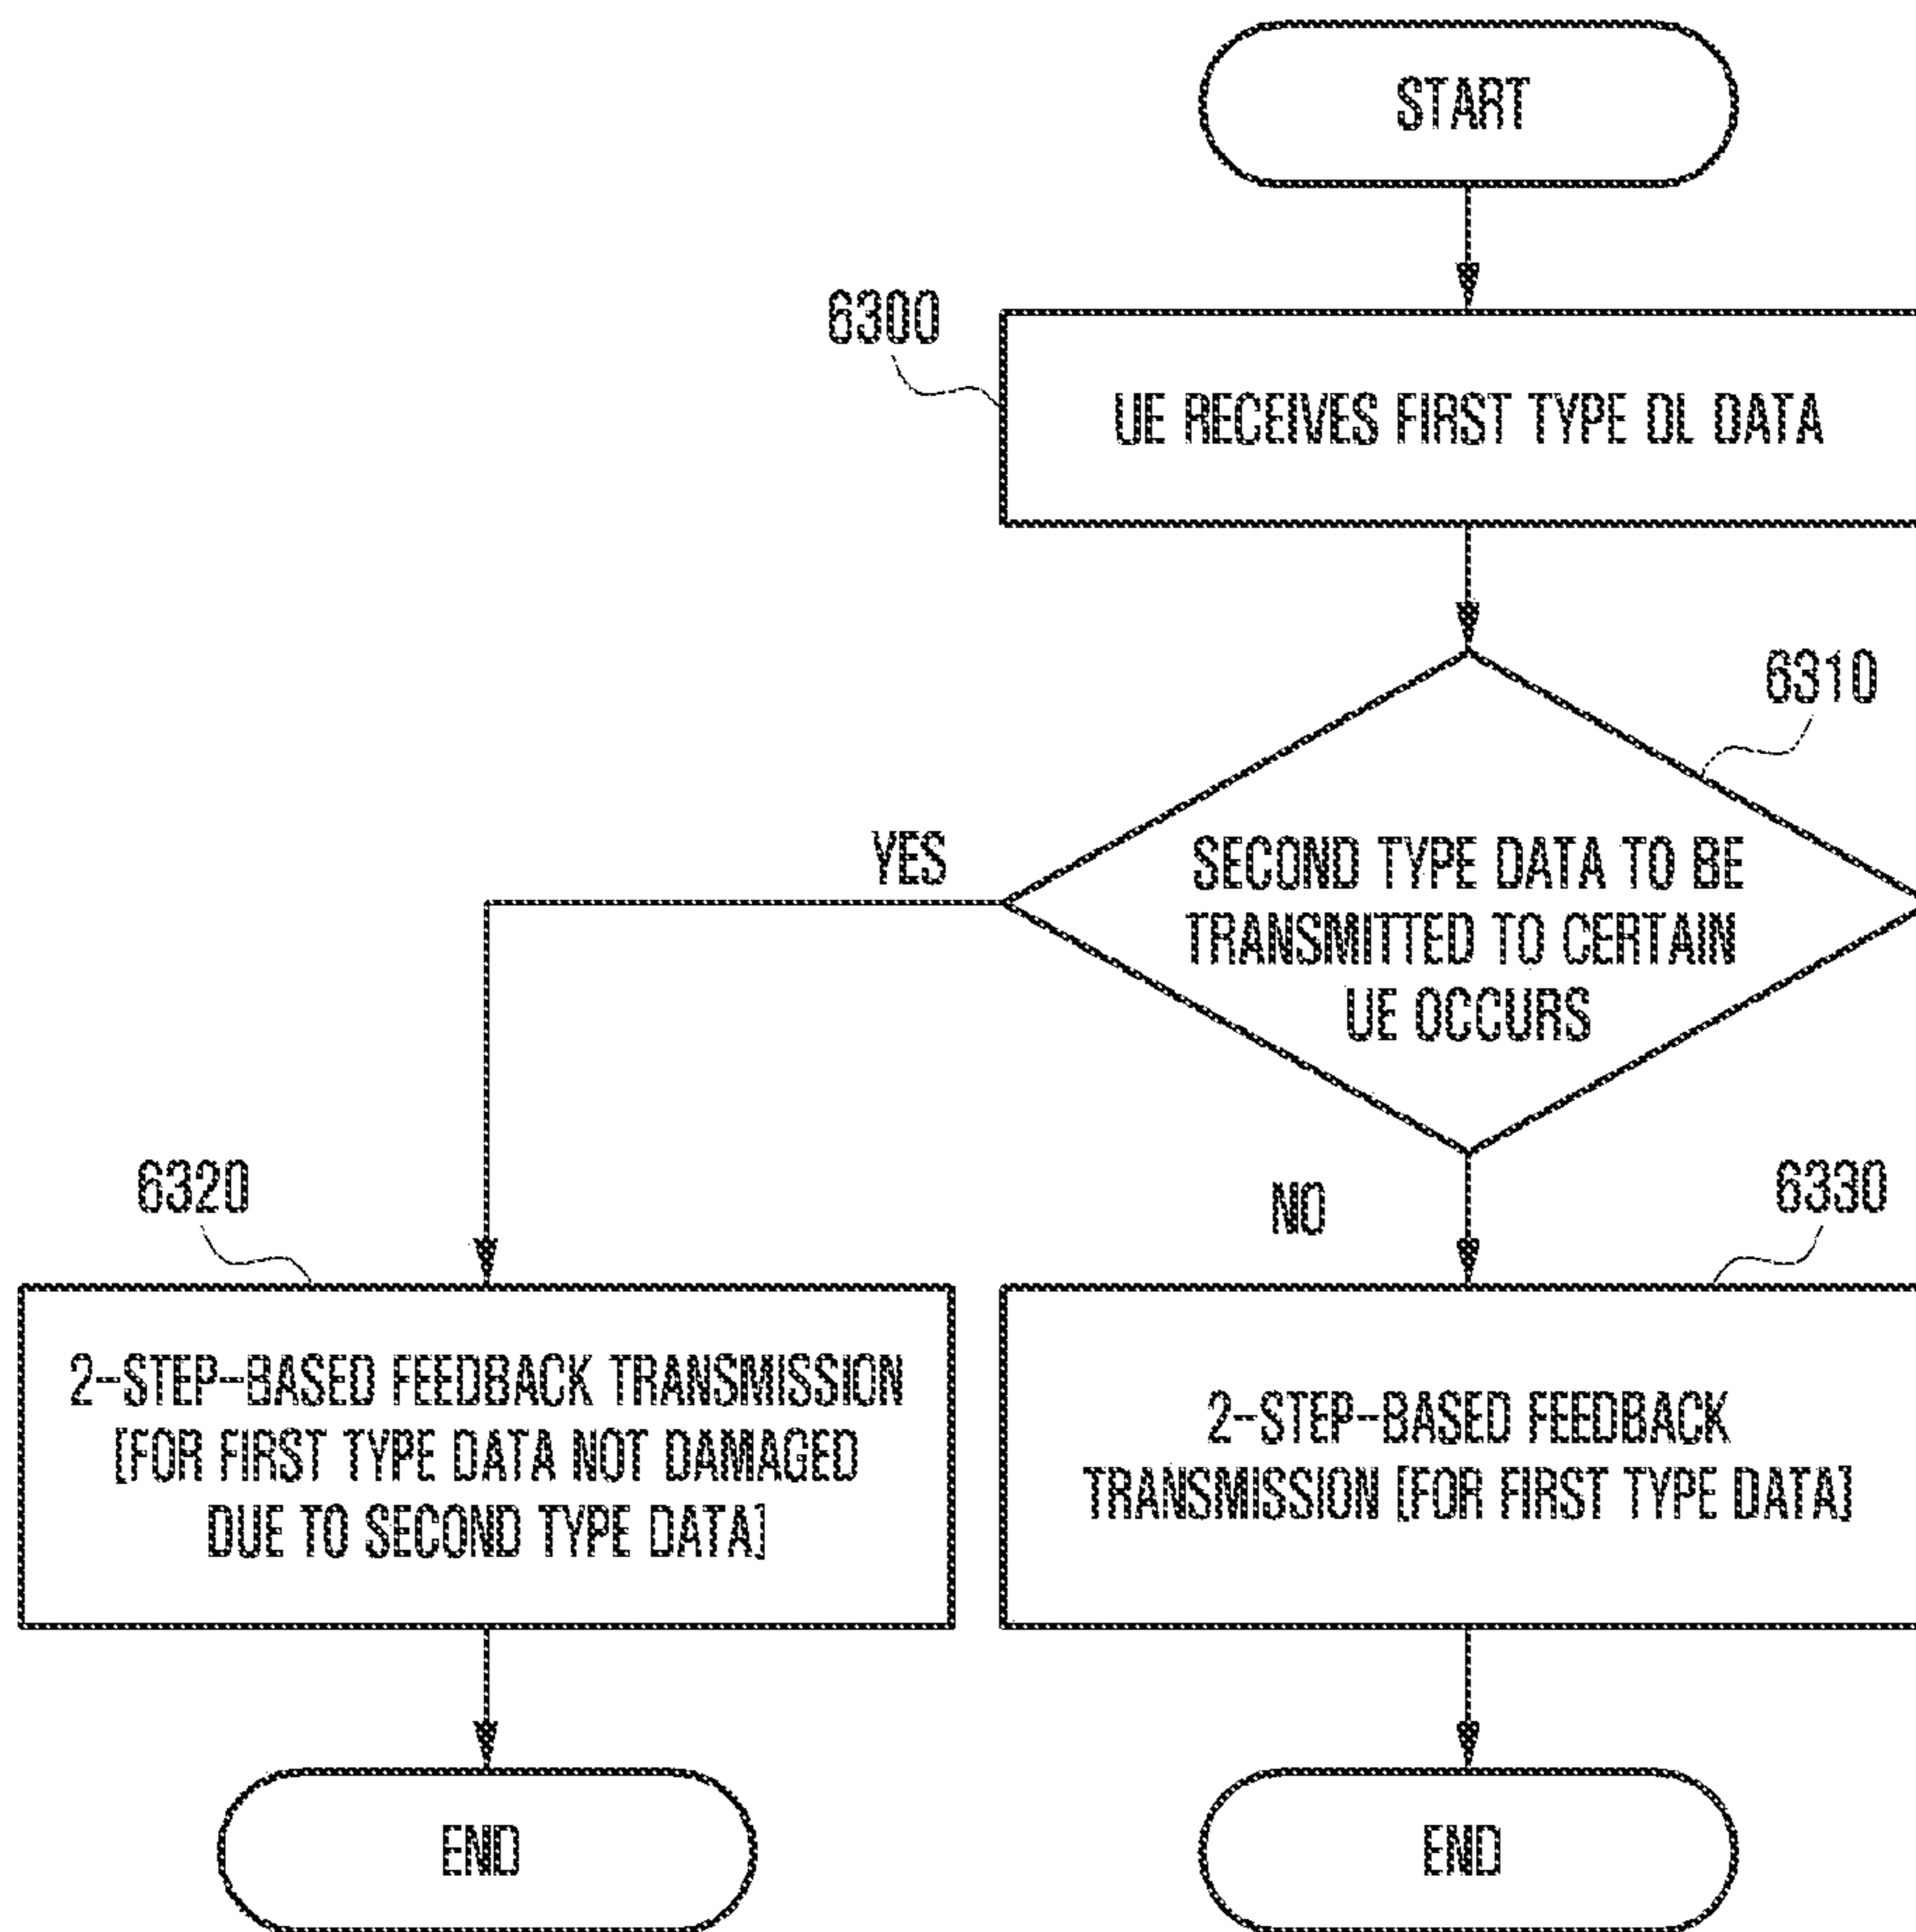 START
6300
UE RECEIVES FIRST TYPE DL DATA
6310
SECOND TYPE DATA TO BE
TRANSMITTED TO CERTAIN
UE OCCURS
YES
NO
6320
2-STEP-BASED FEEDBACK TRANSMISSION
[FOR FIRST TYPE DATA NOT DAMAGED
DUE TO SECOND TYPE DATA]
6330
2-STEP-BASED FEEDBACK
TRANSMISSION [FOR FIRST TYPE DATA]
END
END